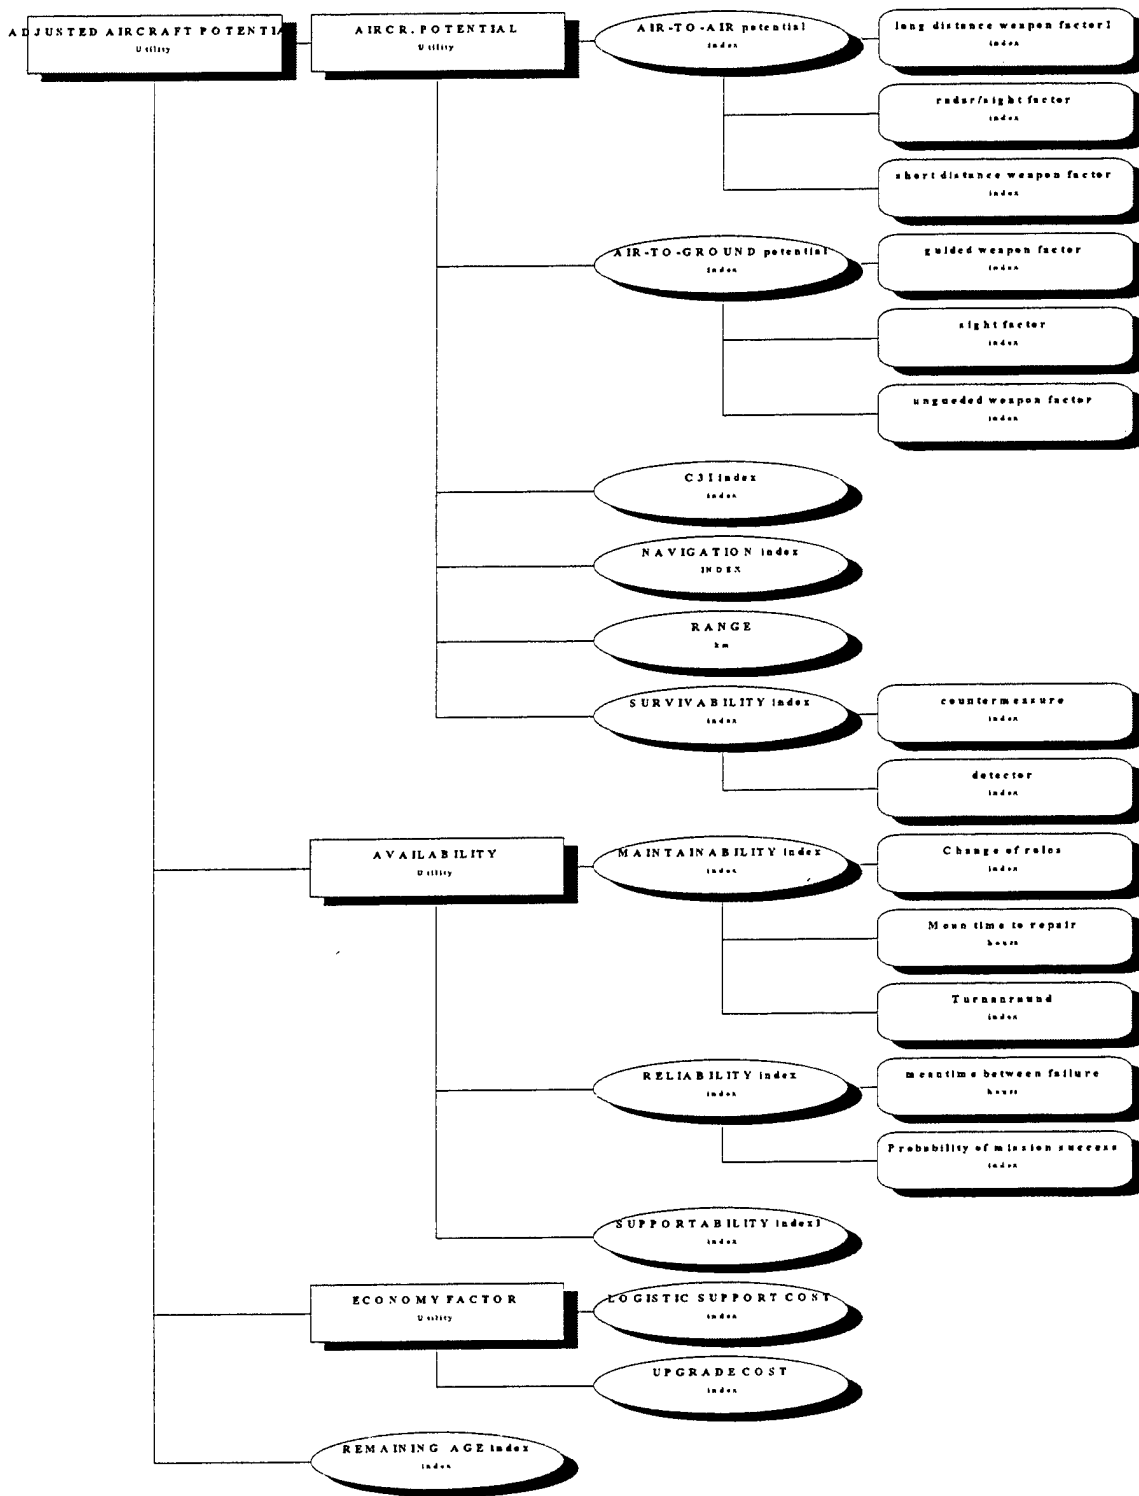 ADJUSTED AIRCRAFT POTENTIA
Utility
AIRCR. POTENTIAL
Utility
AIR-TO-AIR potential
index
long distance weapon factor1
index
radar/sight factor
index
short distance weapon factor
index
AIR-TO-GROUND potential
index
guided weapon factor
index
sight factor
index
ungueded weapon factor
index
C3I index
index
NAVIGATION index
INDEX
RANGE
km
SURVIVABILITY index
index
countermeasure
index
detector
index
AVAILABILITY
Utility
MAINTAINABILITY index
index
Change of roles
index
Mean time to repair
hours
Turnanround
index
RELIABILITY index
index
meantime between failure
hours
Probability of mission success
index
SUPPORTABILITY index1
index
ECONOMY FACTOR
Utility
LOGISTIC SUPPORT COST
index
UPGRADE COST
index
REMAINING AGE index
index